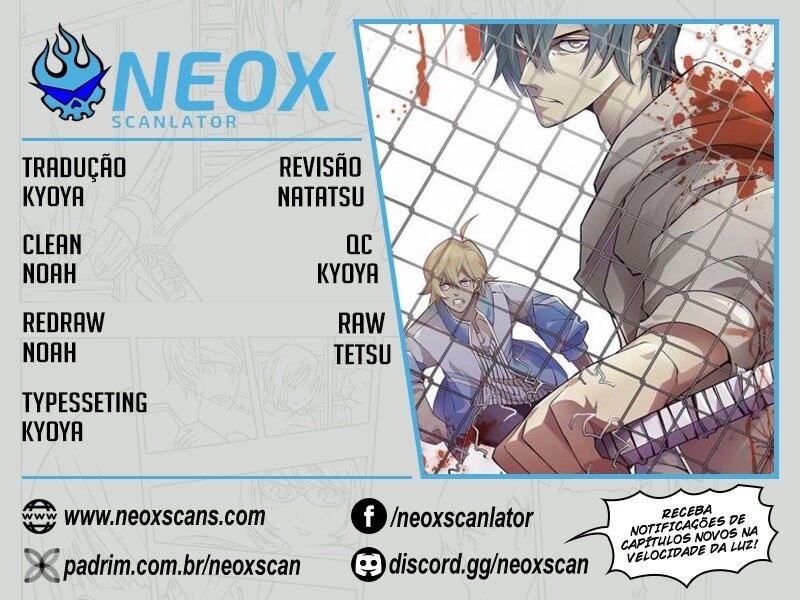 NEOX
SCANLATOR
TRADUÇÃO
KYOYA
REVISÃO
NATATSU
CLEAN
NOAH
QC
KYOYA
REDRAW
NOAH
RAW
TETSU
TYPESSETING
KYOYA
www.neoxscans.com
/neoxscanlator
padrim.com.br/neoxscan
discord.gg/neoxscan
RECEBA
NOTIFICAÇÕES DE
CAPÍTULOS NOVOS NA
VELOCIDADE DA LUZ!